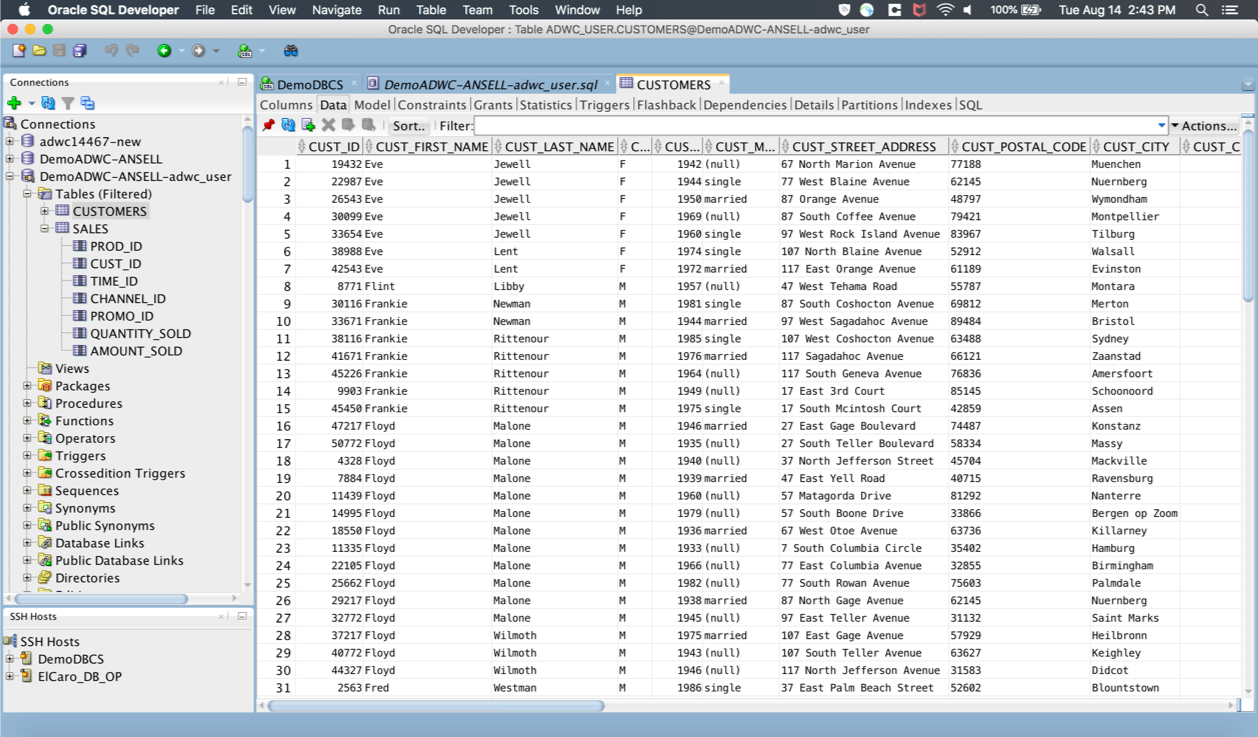 Oracle SQL Developer File Edit View Navigate Run Table Team Tools Window Help 100% Tue Aug 14 2:43 PM
Oracle SQL Developer : Table ADWC_USER.CUSTOMERS@DemoADWC-ANSELL-adwc_user
Connections
Connections
adwc14467-new
DemoADWC-ANSELL
DemoADWC-ANSELL-adwc_user
Tables (Filtered)
CUSTOMERS
SALES
PROD_ID
CUST_ID
TIME_ID
CHANNEL_ID
PROMO_ID
QUANTITY_SOLD
AMOUNT_SOLD
Views
Packages
Procedures
Functions
Operators
Triggers
Crossedition Triggers
Sequences
Synonyms
Public Synonyms
Database Links
Public Database Links
Directories
SSH Hosts
SSH Hosts
DemoDBCS
ElCaro_DB_OP
DemoDBCS DemoADWC-ANSELL-adwc_user.sql CUSTOMERS
Columns Data Model Constraints Grants Statistics Triggers Flashback Dependencies Details Partitions Indexes SQL
Sort.. Filter: Actions...
CUST_ID CUST_FIRST_NAME CUST_LAST_NAME C... CUS... CUST_M... CUST_STREET_ADDRESS CUST_POSTAL_CODE CUST_CITY CUST_C
1 19432 Eve Jewell F 1942 (null) 67 North Marion Avenue 77188 Muenchen
2 22987 Eve Jewell F 1944 single 77 West Blaine Avenue 62145 Nuernberg
3 26543 Eve Jewell F 1950 married 87 Orange Avenue 48797 Wymondham
4 30099 Eve Jewell F 1969 (null) 87 South Coffee Avenue 79421 Montpellier
5 33654 Eve Jewell F 1960 single 97 West Rock Island Avenue 83967 Tilburg
6 38988 Eve Lent F 1974 single 107 North Blaine Avenue 52912 Walsall
7 42543 Eve Lent F 1972 married 117 East Orange Avenue 61189 Evinston
8 8771 Flint Libby M 1957 (null) 47 West Tehama Road 55787 Montara
9 30116 Frankie Newman M 1981 single 87 South Coshocton Avenue 69812 Merton
10 33671 Frankie Newman M 1944 married 97 West Sagadahoc Avenue 89484 Bristol
11 38116 Frankie Rittenour M 1985 single 107 West Coshocton Avenue 63488 Sydney
12 41671 Frankie Rittenour M 1976 married 117 Sagadahoc Avenue 66121 Zaanstad
13 45226 Frankie Rittenour M 1964 (null) 117 South Geneva Avenue 76836 Amersfoort
14 9903 Frankie Rittenour M 1949 (null) 17 East 3rd Court 85145 Schoonoord
15 45450 Frankie Rittenour M 1975 single 17 South Mcintosh Court 42859 Assen
16 47217 Floyd Malone M 1946 married 27 East Gage Boulevard 74487 Konstanz
17 50772 Floyd Malone M 1935 (null) 27 South Teller Boulevard 58334 Massy
18 4328 Floyd Malone M 1940 (null) 37 North Jefferson Street 45704 Mackville
19 7884 Floyd Malone M 1939 married 47 East Yell Road 40715 Ravensburg
20 11439 Floyd Malone M 1960 (null) 57 Matagorda Drive 81292 Nanterre
21 14995 Floyd Malone M 1979 (null) 57 South Boone Drive 33866 Bergen op Zoom
22 18550 Floyd Malone M 1936 married 67 West Otoe Avenue 63736 Killarney
23 11335 Floyd Malone M 1933 (null) 7 South Columbia Circle 35402 Hamburg
24 22105 Floyd Malone M 1966 (null) 77 East Columbia Avenue 32855 Birmingham
25 25662 Floyd Malone M 1982 (null) 77 South Rowan Avenue 75603 Palmdale
26 29217 Floyd Malone M 1938 married 87 North Gage Avenue 62145 Nuernberg
27 32772 Floyd Malone M 1945 (null) 97 East Teller Avenue 31132 Saint Marks
28 37217 Floyd Wilmoth M 1975 married 107 East Gage Avenue 57929 Heilbronn
29 40772 Floyd Wilmoth M 1943 (null) 107 South Teller Avenue 63627 Keighley
30 44327 Floyd Wilmoth M 1946 (null) 117 North Jefferson Avenue 31583 Didcot
31 2563 Fred Westman M 1986 single 37 East Palm Beach Street 52602 Blountstown